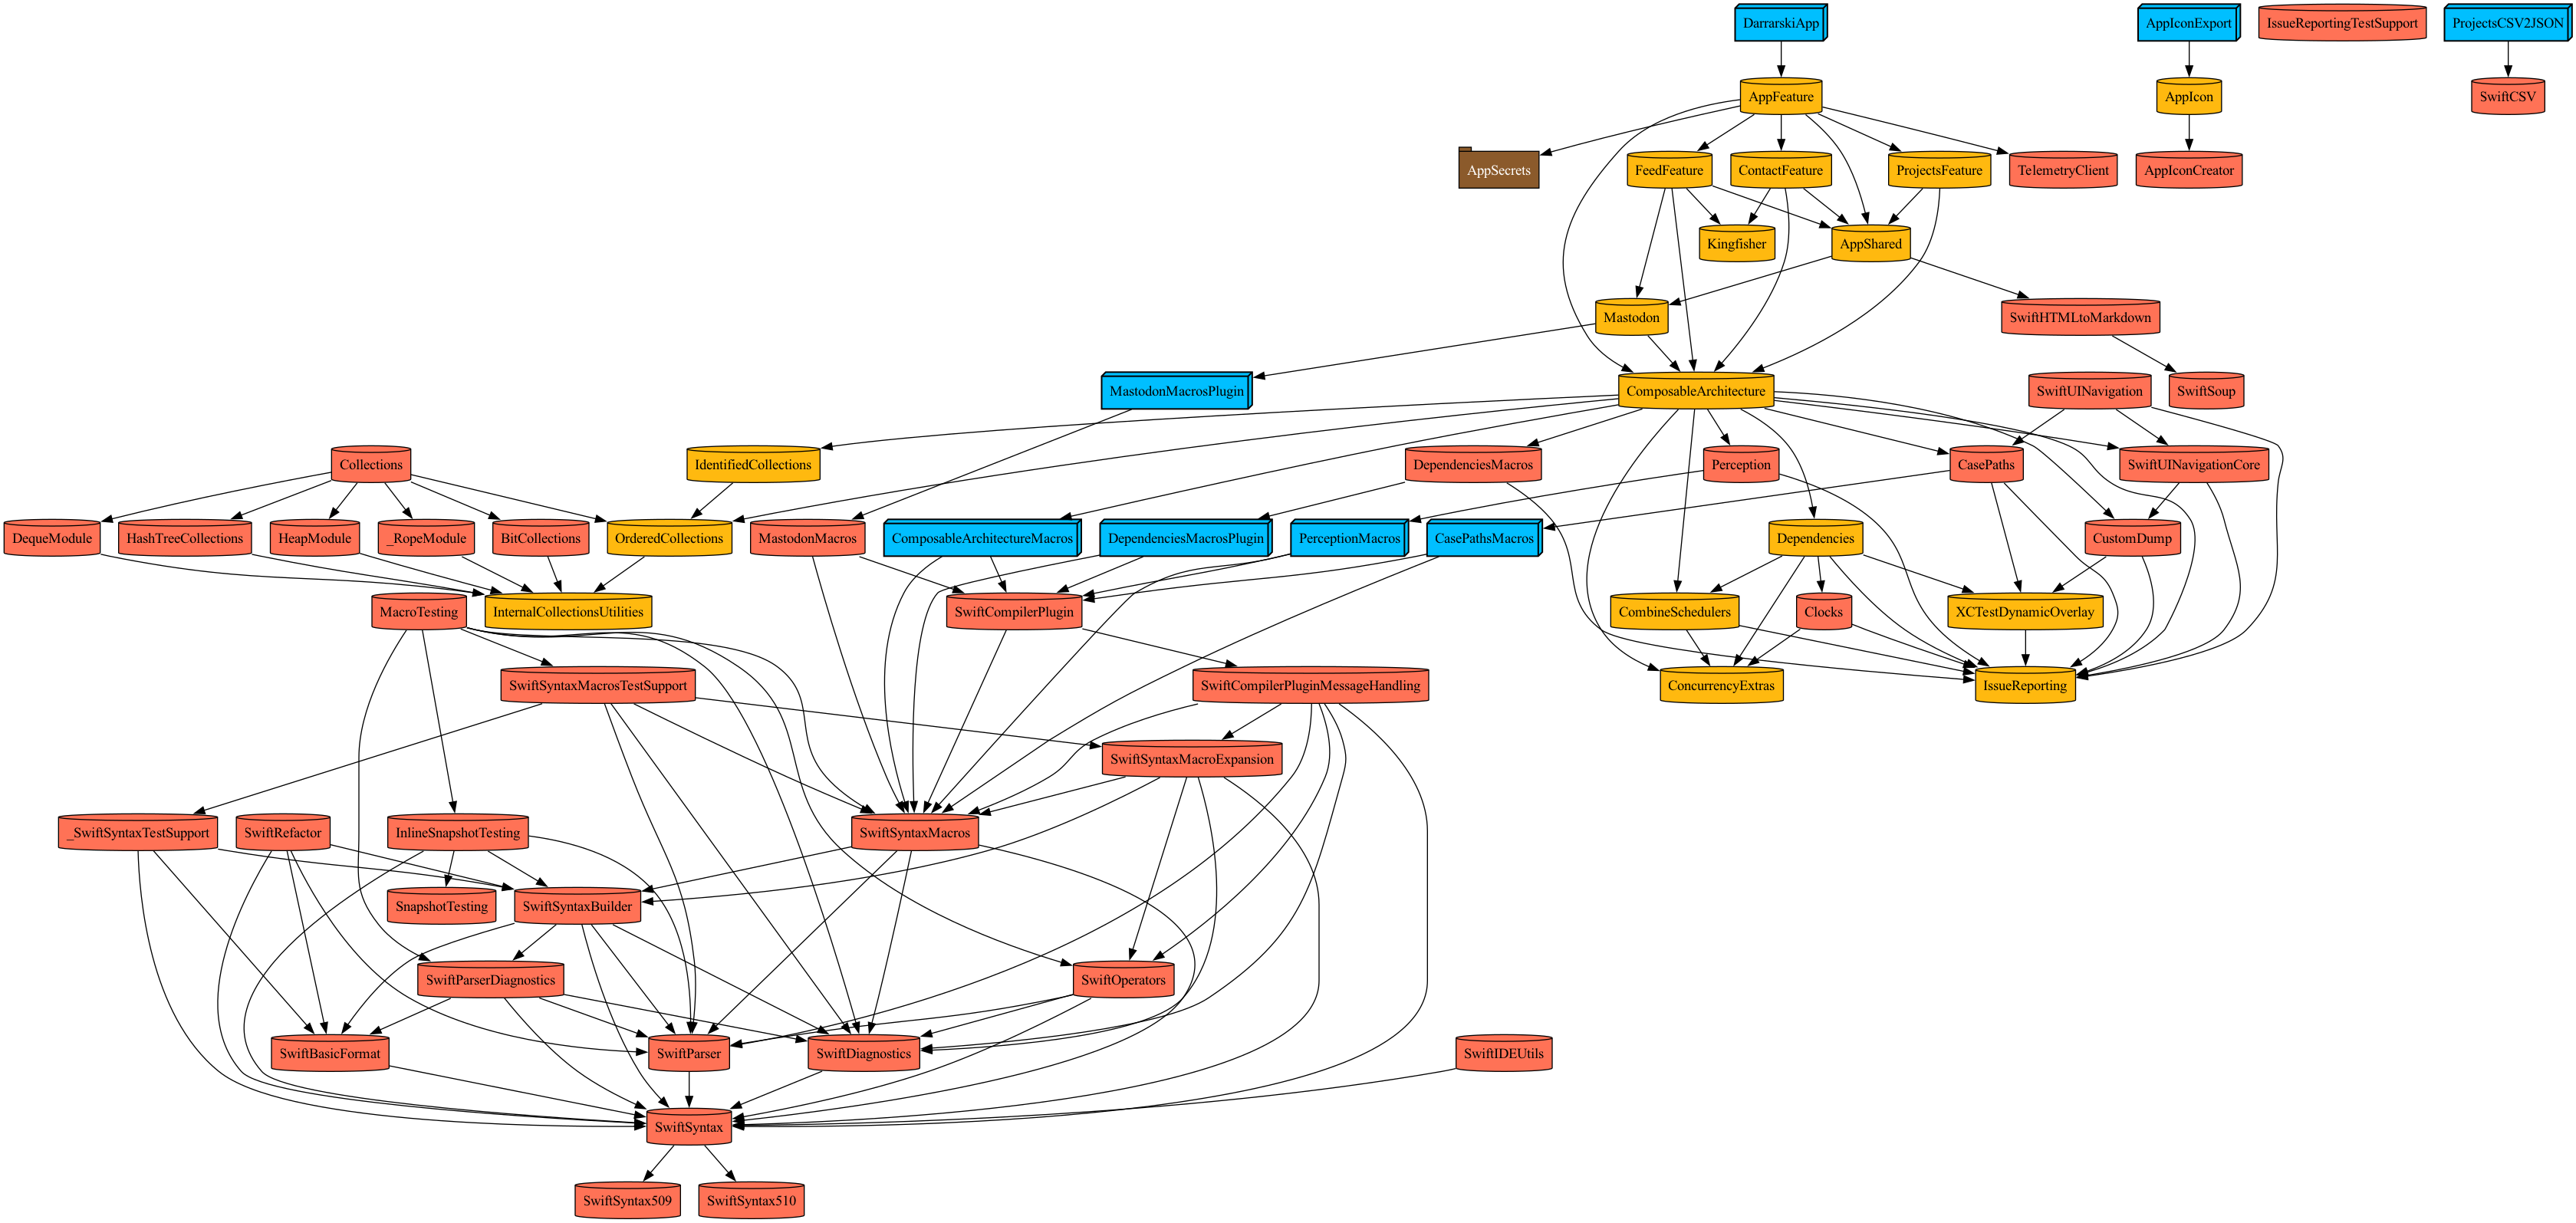 DarrarskiApp
AppIconExport
IssueReportingTestSupport
ProjectsCSV2JSON
AppFeature
AppIcon
SwiftCSV
AppSecrets
FeedFeature
ContactFeature
ProjectsFeature
TelemetryClient
AppIconCreator
Kingfisher
AppShared
Mastodon
SwiftHTMLtoMarkdown
MastodonMacrosPlugin
ComposableArchitecture
SwiftUINavigation
SwiftSoup
Collections
IdentifiedCollections
DependenciesMacros
Perception
CasePaths
SwiftUINavigationCore
DequeModule
HashTreeCollections
HeapModule
_RopeModule
BitCollections
OrderedCollections
MastodonMacros
ComposableArchitectureMacros
DependenciesMacrosPlugin
PerceptionMacros
CasePathsMacros
Dependencies
CustomDump
MacroTesting
InternalCollectionsUtilities
SwiftCompilerPlugin
CombineSchedulers
Clocks
XCTestDynamicOverlay
SwiftSyntaxMacrosTestSupport
SwiftCompilerPluginMessageHandling
ConcurrencyExtras
IssueReporting
SwiftSyntaxMacroExpansion
_SwiftSyntaxTestSupport
SwiftRefactor
InlineSnapshotTesting
SwiftSyntaxMacros
SnapshotTesting
SwiftSyntaxBuilder
SwiftParserDiagnostics
SwiftOperators
SwiftBasicFormat
SwiftParser
SwiftDiagnostics
SwiftIDEUtils
SwiftSyntax
SwiftSyntax509
SwiftSyntax510